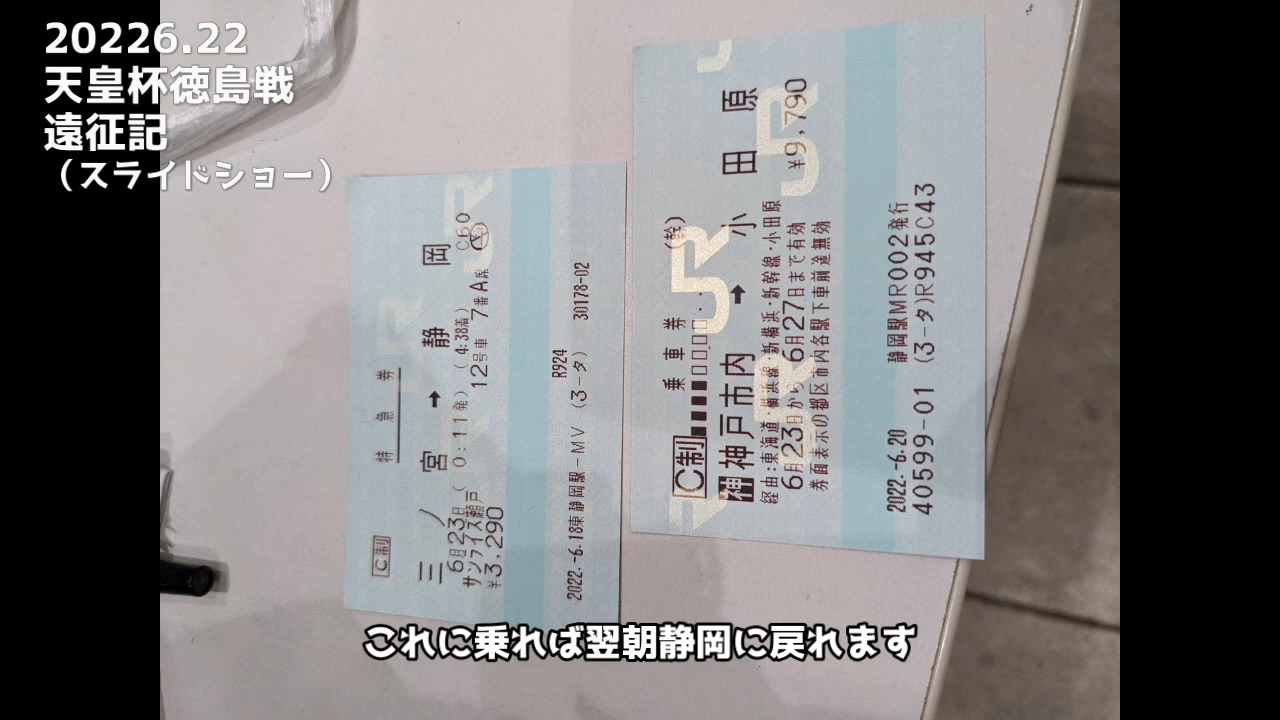 20226.22
天皇杯徳島戦
遠征記
(スライドショー)
C制
特急券
三ノ宮 → 静岡
6月23日(0:11発)(4:38着) C60
サンライズ瀬戸 12号車 7番A席
¥3,290
2022.-6.18東静岡駅-MV (3-タ) 30178-02
R924
C制 乗車券 (幹)
神 神戸市内 → 小田原
経由:東海道・横浜線・新横浜・新幹線・小田原
6月23日から 6月27日まで有効 ¥9,790
券面表示の都区市内各駅下車前途無効
2022.-6.20 静岡駅MR002発行
40599-01 (3-タ)R945C43
これに乗れば翌朝静岡に戻れます